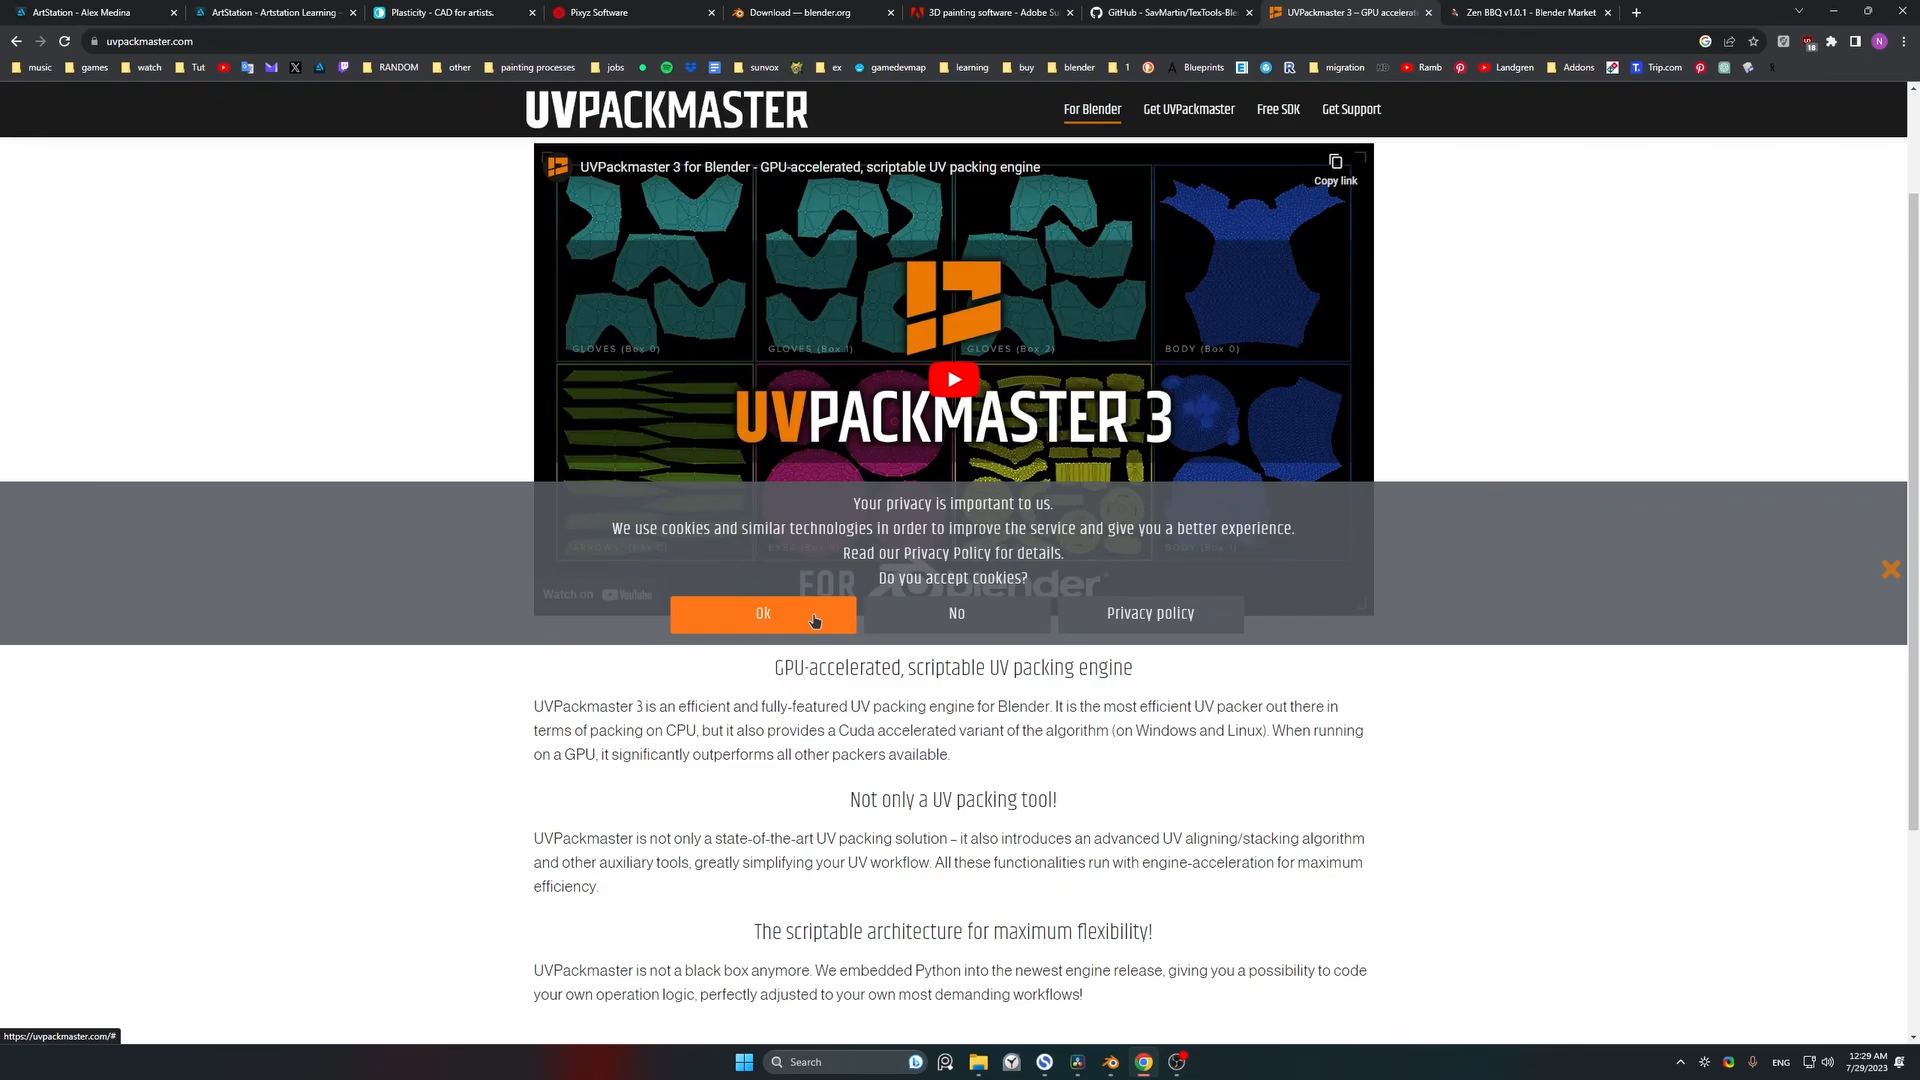 ArtStation - Alex Medina
ArtStation - Artstation Learning -
Plasticity - CAD for artists.
Pixyz Software
Download — blender.org
3D painting software - Adobe Su
GitHub - SavMartin/TexTools-Ble
UVPackmaster 3 – GPU accelerat
Zen BBQ v1.0.1 - Blender Market
uvpackmaster.com
18
N
music games watch Tut RANDOM other painting processes jobs sunvox ex gamedevmap learning buy blender 1 Blueprints migration Ramb Landgren Addons Trip.com
UVPACKMASTER
For Blender Get UVPackmaster Free SDK Get Support
UVPackmaster 3 for Blender - GPU-accelerated, scriptable UV packing engine
Copy link
GLOVES (Box 0) GLOVES (Box 1) GLOVES (Box 2) BODY (Box 0)
UVPACKMASTER 3
Your privacy is important to us.
We use cookies and similar technologies in order to improve the service and give you a better experience.
Read our Privacy Policy for details.
Do you accept cookies?
FOR blender
Watch on YouTube
Ok No Privacy policy
GPU-accelerated, scriptable UV packing engine
UVPackmaster 3 is an efficient and fully-featured UV packing engine for Blender. It is the most efficient UV packer out there in
terms of packing on CPU, but it also provides a Cuda accelerated variant of the algorithm (on Windows and Linux). When running
on a GPU, it significantly outperforms all other packers available.
Not only a UV packing tool!
UVPackmaster is not only a state-of-the-art UV packing solution – it also introduces an advanced UV aligning/stacking algorithm
and other auxiliary tools, greatly simplifying your UV workflow. All these functionalities run with engine-acceleration for maximum
efficiency.
The scriptable architecture for maximum flexibility!
UVPackmaster is not a black box anymore. We embedded Python into the newest engine release, giving you a possibility to code
your own operation logic, perfectly adjusted to your own most demanding workflows!
https://uvpackmaster.com/#
Search
ENG
12:29 AM
7/29/2023